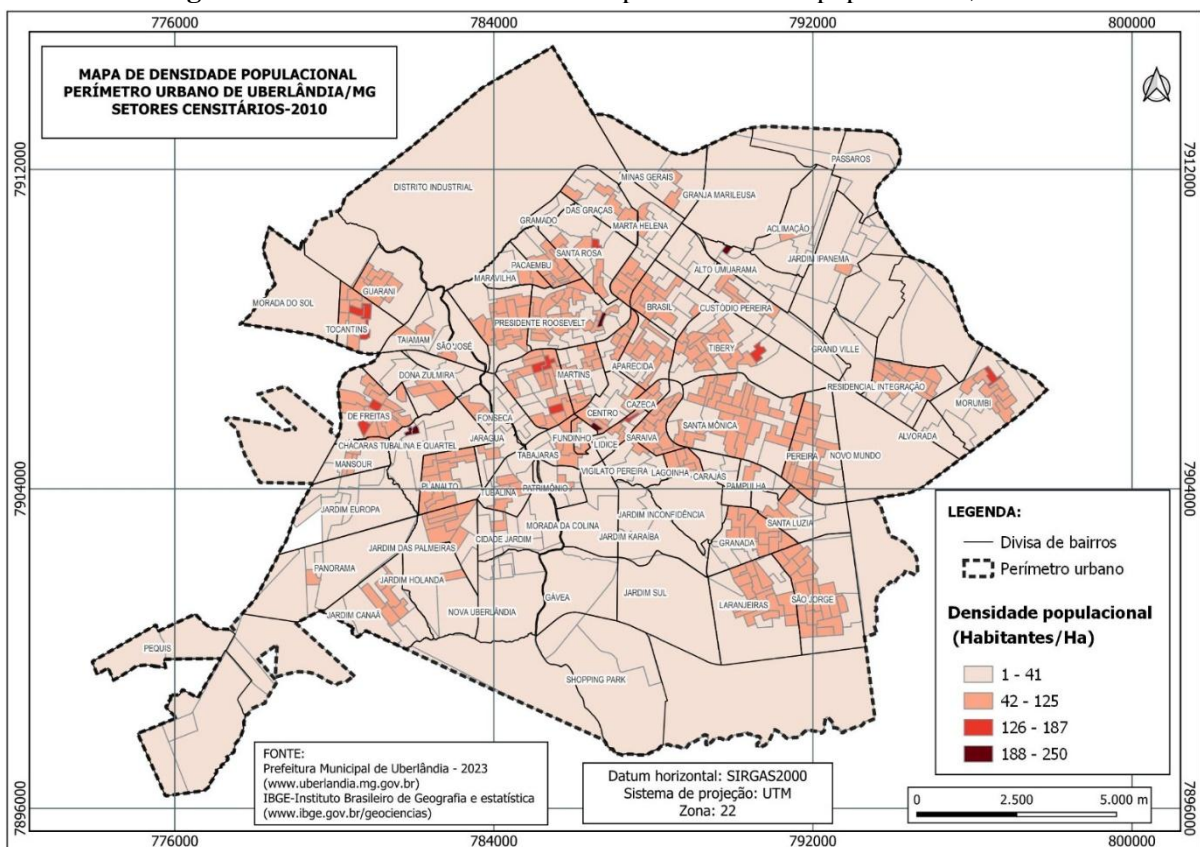 776000
784000
792000
800000
MAPA DE DENSIDADE POPULACIONAL
PERÍMETRO URBANO DE UBERLÂNDIA/MG
SETORES CENSITÁRIOS-2010
7912000
7912000
PÁSSAROS
MINAS GERAIS
DISTRITO INDUSTRIAL
GRANJA MARILEUSA
DAS GRAÇAS
GRAMADO
MARTA HELENA
ACLIMAÇÃO
SANTA ROSA
JARDIM IPANEMA
PACAEMBU
ALTO UMUARAMA
MARAVILHA
GUARANI
MORADA DO SOL
BRASIL
CUSTÓDIO PEREIRA
PRESIDENTE ROOSEVELT
TOCANTINS
TAIAMAM
SÃO JOSÉ
TIBERY
GRAND VILLE
APARECIDA
DONA ZULMIRA
MARTINS
RESIDENCIAL INTEGRAÇÃO
MORUMBI
CAZECA
CENTRO
DE FREITAS
FONSECA
SANTA MÔNICA
JARAGUÁ
FUNDINHO
SARAIVA
LÍDICE
ALVORADA
CHÁCARAS TUBALINA E QUARTEL
TABAJARAS
PEREIRA
NOVO MUNDO
MANSOUR
VIGILATO PEREIRA
LAGOINHA
CARAJÁS
PLANALTO
TUBALINA
PATRIMÔNIO
PAMPULHA
7904000
7904000
JARDIM EUROPA
JARDIM INCONFIDÊNCIA
SANTA LUZIA
MORADA DA COLINA
CIDADE JARDIM
JARDIM KARAÍBA
GRANADA
JARDIM DAS PALMEIRAS
PANORAMA
JARDIM HOLANDA
JARDIM SUL
GÁVEA
SÃO JORGE
LARANJEIRAS
NOVA UBERLÂNDIA
JARDIM CANAÃ
PEQUIS
SHOPPING PARK
LEGENDA:
Divisa de bairros
Perímetro urbano
Densidade populacional
(Habitantes/Ha)
1 - 41
42 - 125
126 - 187
188 - 250
FONTE:
Prefeitura Municipal de Uberlândia - 2023
(www.uberlandia.mg.gov.br)
IBGE-Instituto Brasileiro de Geografia e estatística
(www.ibge.gov.br/geociencias)
Datum horizontal: SIRGAS2000
Sistema de projeção: UTM
Zona: 22
0 2.500 5.000 m
7896000
7896000
776000
784000
792000
800000